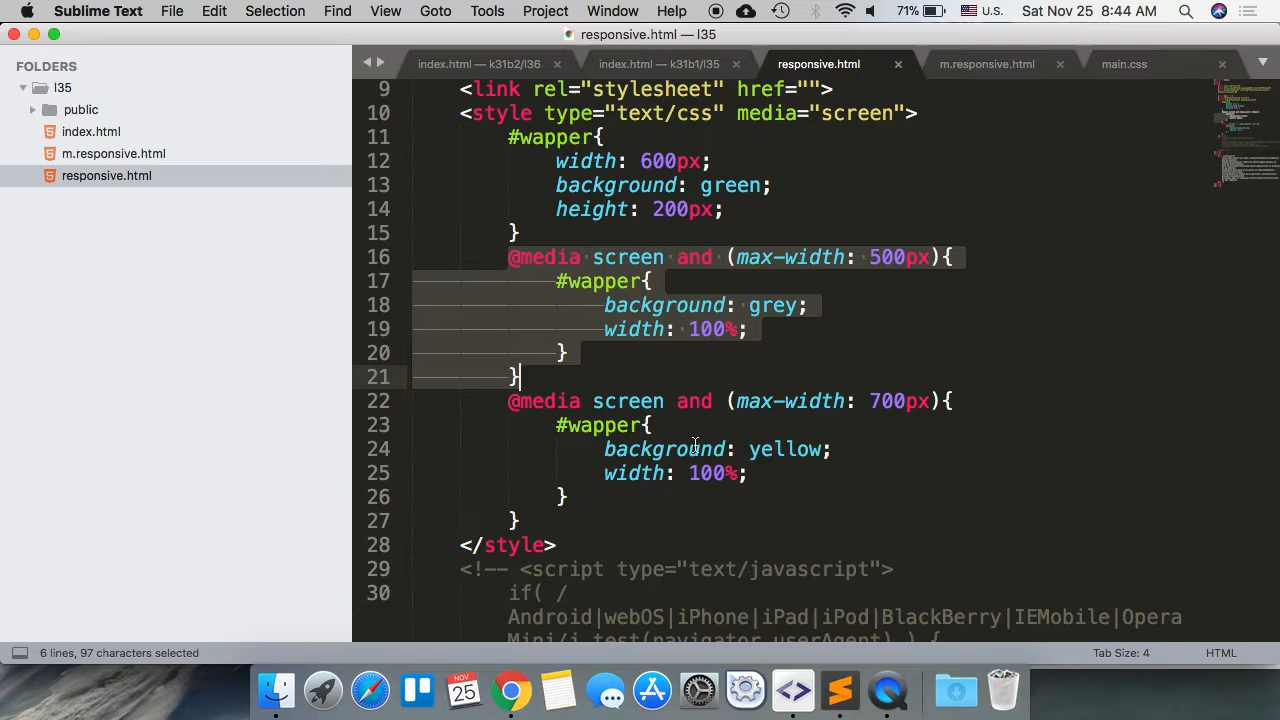 Sublime Text File Edit Selection Find View Goto Tools Project Window Help 71% U.S. Sat Nov 25 8:44 AM
responsive.html — l35
FOLDERS
l35
public
index.html
m.responsive.html
responsive.html
index.html — k31b2/l36 index.html — k31b1/l35 responsive.html m.responsive.html main.css
9 <link rel="stylesheet" href="">
10 <style type="text/css" media="screen">
11 #wapper{
12 width: 600px;
13 background: green;
14 height: 200px;
15 }
16 @media screen and (max-width: 500px){
17 #wapper{
18 background: grey;
19 width: 100%;
20 }
21 }
22 @media screen and (max-width: 700px){
23 #wapper{
24 background: yellow;
25 width: 100%;
26 }
27 }
28 </style>
29 <!-- <script type="text/javascript">
30 if( /
Android|webOS|iPhone|iPad|iPod|BlackBerry|IEMobile|Opera
Mini/i.test(navigator.userAgent) ) {
6 lines, 97 characters selected Tab Size: 4 HTML
NOV
25